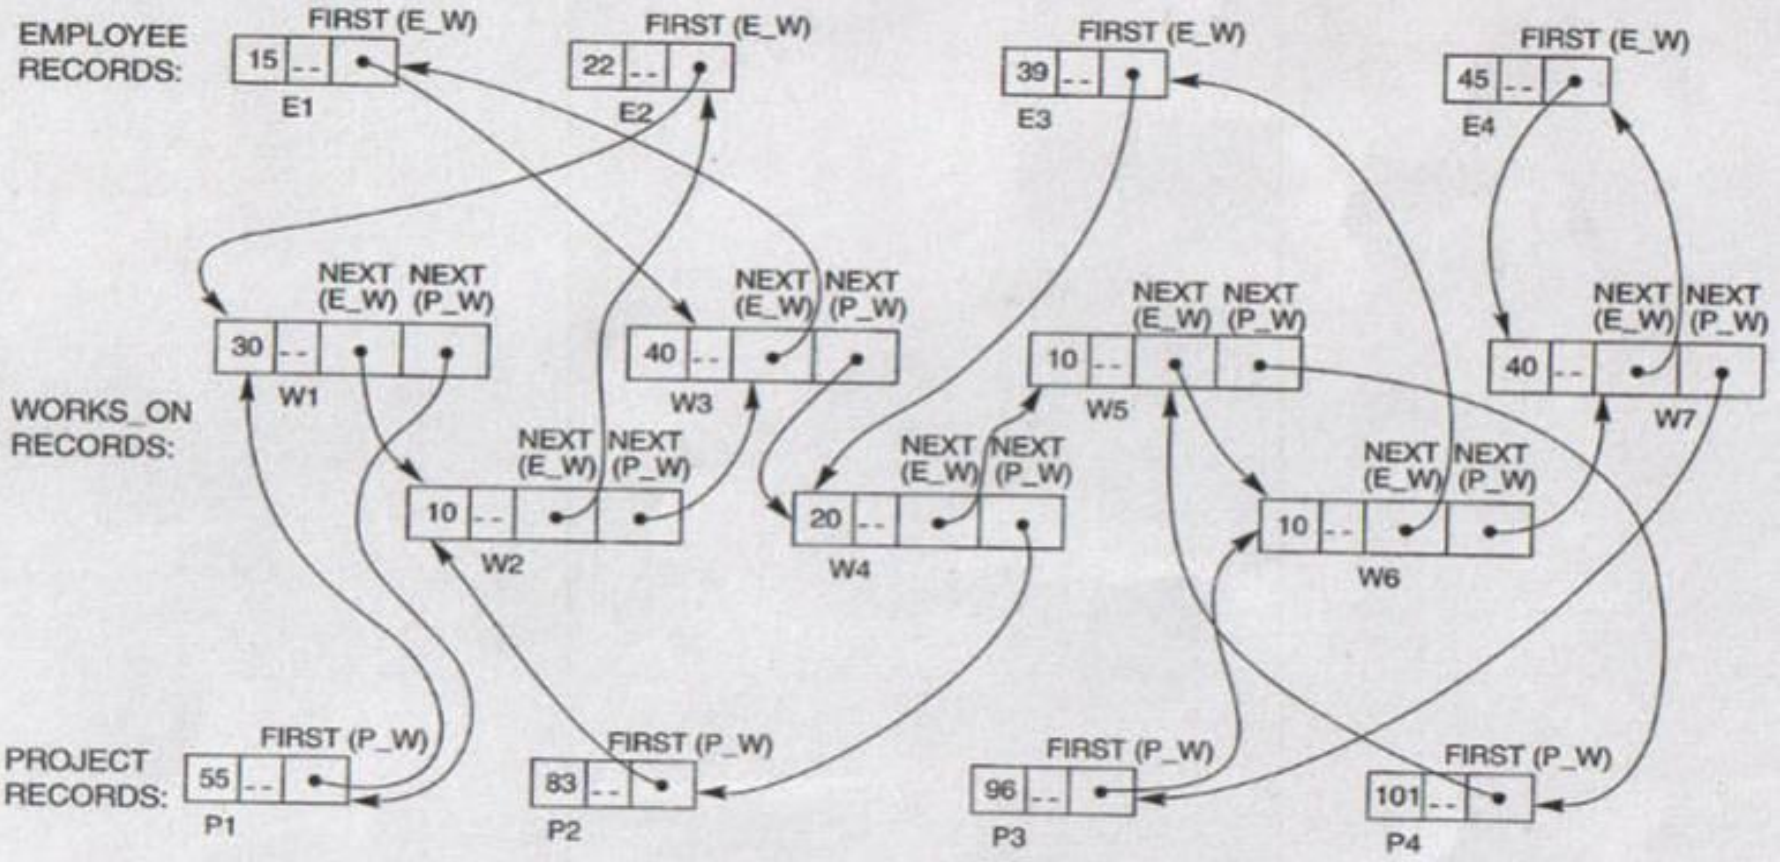 EMPLOYEE
RECORDS:
FIRST (E_W)
15 --
E1
FIRST (E_W)
22 --
E2
FIRST (E_W)
39 --
E3
FIRST (E_W)
45 --
E4
WORKS_ON
RECORDS:
NEXT NEXT
(E_W) (P_W)
30 --
W1
NEXT NEXT
(E_W) (P_W)
10 --
W2
NEXT NEXT
(E_W) (P_W)
40 --
W3
NEXT NEXT
(E_W) (P_W)
20 --
W4
NEXT NEXT
(E_W) (P_W)
10 --
W5
NEXT NEXT
(E_W) (P_W)
10 --
W6
NEXT NEXT
(E_W) (P_W)
40 --
W7
PROJECT
RECORDS:
FIRST (P_W)
55 --
P1
FIRST (P_W)
83 --
P2
FIRST (P_W)
96 --
P3
FIRST (P_W)
101 --
P4